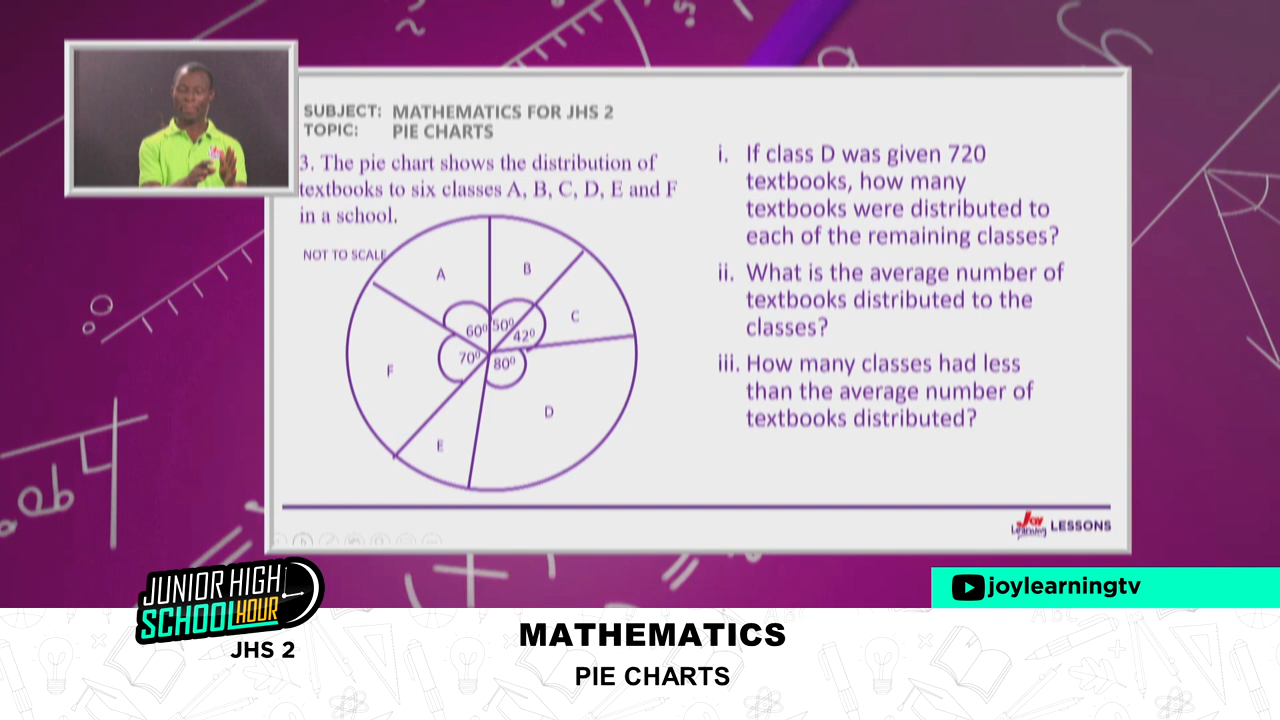 SUBJECT: MATHEMATICS FOR JHS 2
TOPIC: PIE CHARTS
3. The pie chart shows the distribution of
textbooks to six classes A, B, C, D, E and F
in a school.
NOT TO SCALE
A
B
C
60⁰
50⁰
42⁰
70⁰
80⁰
F
D
E
i. If class D was given 720
textbooks, how many
textbooks were distributed to
each of the remaining classes?
ii. What is the average number of
textbooks distributed to the
classes?
iii. How many classes had less
than the average number of
textbooks distributed?
Joy Learning LESSONS
JUNIOR HIGH
SCHOOL HOUR
JHS 2
joylearningtv
MATHEMATICS
PIE CHARTS